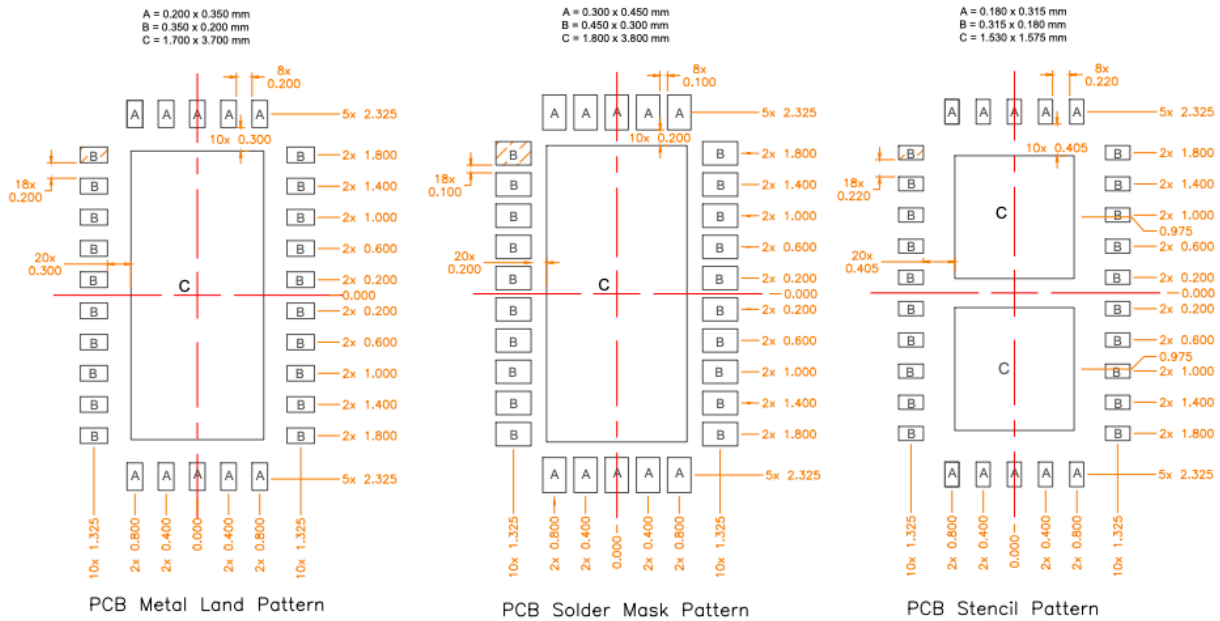 A = 0.200 x 0.350 mm
B = 0.350 x 0.200 mm
C = 1.700 x 3.700 mm
8x
0.200
A A A A A
5x 2.325
10x 0.300
B
B
2x 1.800
18x
0.200
B
B
2x 1.400
B
B
2x 1.000
B
B
2x 0.600
20x
0.300
B
C
B
2x 0.200
0.000
B
B
2x 0.200
B
B
2x 0.600
B
B
2x 1.000
B
B
2x 1.400
B
B
2x 1.800
A A A A A
5x 2.325
10x 1.325
2x 0.800
2x 0.400
0.000
2x 0.400
2x 0.800
10x 1.325
PCB Metal Land Pattern
A = 0.300 x 0.450 mm
B = 0.450 x 0.300 mm
C = 1.800 x 3.800 mm
8x
0.100
A A A A A
5x 2.325
10x 0.200
B
B
2x 1.800
18x
0.100
B
B
2x 1.400
B
B
2x 1.000
B
B
2x 0.600
20x
0.200
B
C
B
2x 0.200
0.000
B
B
2x 0.200
B
B
2x 0.600
B
B
2x 1.000
B
B
2x 1.400
B
B
2x 1.800
A A A A A
5x 2.325
10x 1.325
2x 0.800
2x 0.400
0.000
2x 0.400
2x 0.800
10x 1.325
PCB Solder Mask Pattern
A = 0.180 x 0.315 mm
B = 0.315 x 0.180 mm
C = 1.530 x 1.575 mm
8x
0.220
A A A A A
5x 2.325
10x 0.405
B
B
2x 1.800
18x
0.220
B
B
2x 1.400
B
C
B
2x 1.000
0.975
B
B
2x 0.600
20x
0.405
B
B
2x 0.200
0.000
B
B
2x 0.200
B
B
2x 0.600
0.975
B
C
B
2x 1.000
B
B
2x 1.400
B
B
2x 1.800
A A A A A
5x 2.325
10x 1.325
2x 0.800
2x 0.400
0.000
2x 0.400
2x 0.800
10x 1.325
PCB Stencil Pattern